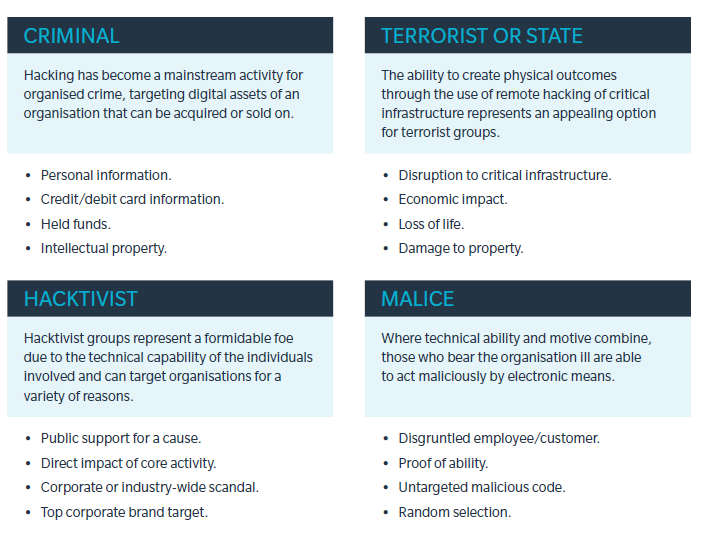 CRIMINAL
Hacking has become a mainstream activity for
organised crime, targeting digital assets of an
organisation that can be acquired or sold on.
• Personal information.
• Credit/debit card information.
• Held funds.
• Intellectual property.
TERRORIST OR STATE
The ability to create physical outcomes
through the use of remote hacking of critical
infrastructure represents an appealing option
for terrorist groups.
• Disruption to critical infrastructure.
• Economic impact.
• Loss of life.
• Damage to property.
HACKTIVIST
Hacktivist groups represent a formidable foe
due to the technical capability of the individuals
involved and can target organisations for a
variety of reasons.
• Public support for a cause.
• Direct impact of core activity.
• Corporate or industry-wide scandal.
• Top corporate brand target.
MALICE
Where technical ability and motive combine,
those who bear the organisation ill are able
to act maliciously by electronic means.
• Disgruntled employee/customer.
• Proof of ability.
• Untargeted malicious code.
• Random selection.